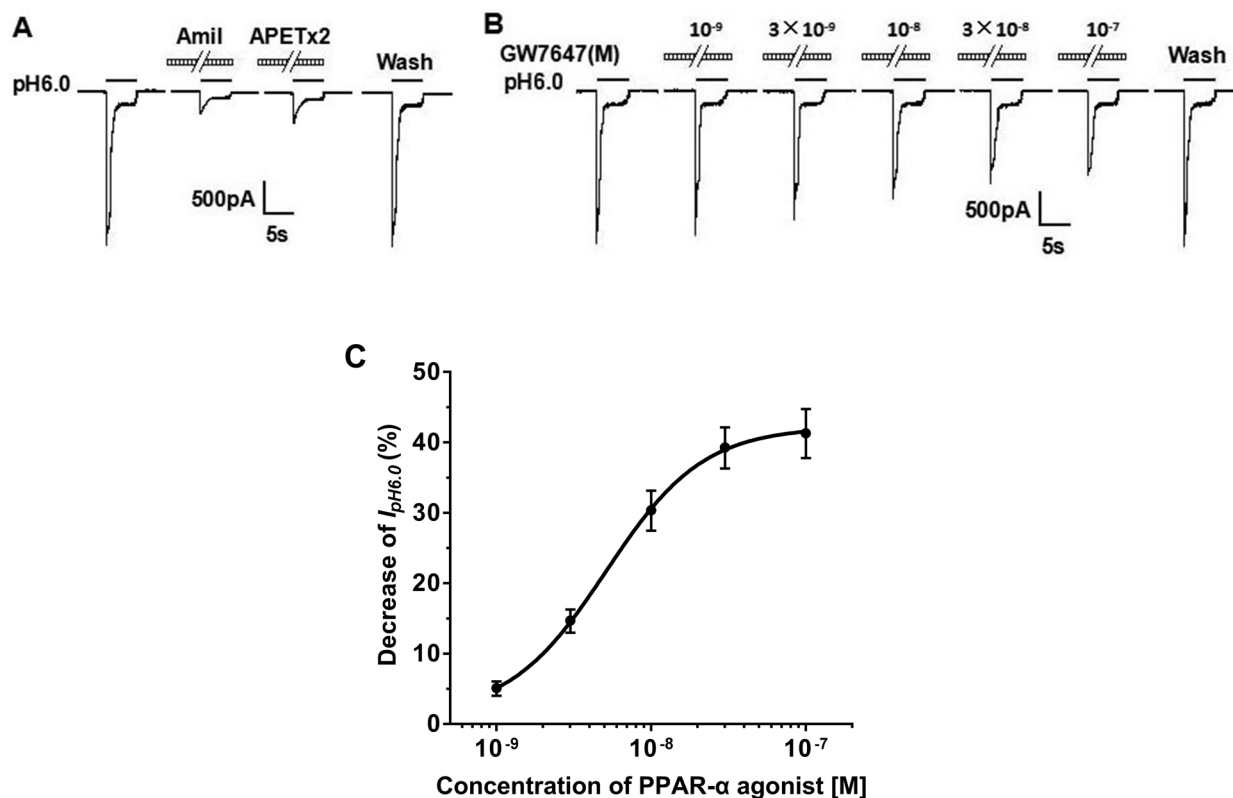 A
Amil APETx2
Wash
pH6.0
500pA
5s
B
10⁻⁹ 3×10⁻⁹ 10⁻⁸ 3×10⁻⁸ 10⁻⁷
GW7647(M) Wash
pH6.0
500pA
5s
C
50
40
30
20
10
0
Decrease of IpH6.0 (%)
10⁻⁹ 10⁻⁸ 10⁻⁷
Concentration of PPAR-α agonist [M]